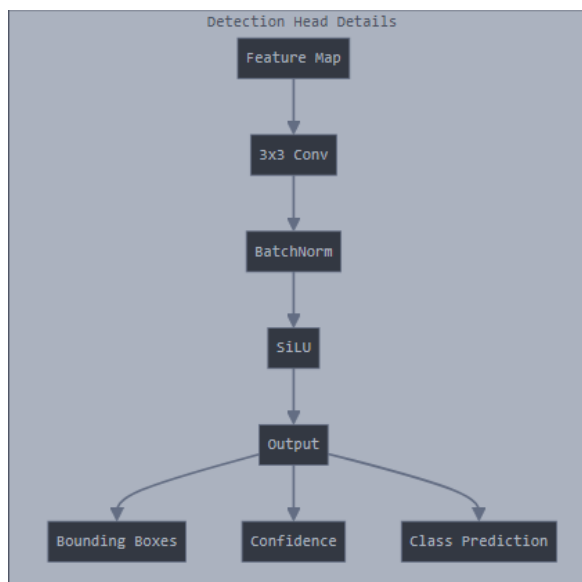 Detection Head Details
Feature Map
3x3 Conv
BatchNorm
SiLU
Output
Bounding Boxes
Confidence
Class Prediction